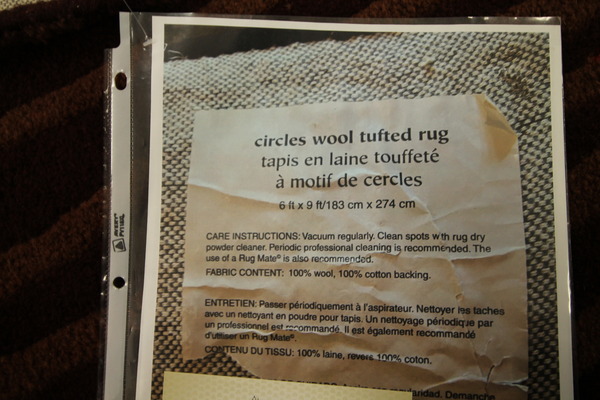 circles wool tufted rug
tapis en laine touffeté
à motif de cercles
6 ft x 9 ft/183 cm x 274 cm
CARE INSTRUCTIONS: Vacuum regularly. Clean spots with rug dry
powder cleaner. Periodic professional cleaning is recommended. The
use of a Rug Mate© is also recommended.
FABRIC CONTENT: 100% wool, 100% cotton backing.
ENTRETIEN: Passer périodiquement à l'aspirateur. Nettoyer les taches
avec un nettoyant en poudre pour tapis. Un nettoyage périodique par
un professionnel est recommandé. Il est également recommandé
d'utiliser un Rug Mate©.
CONTENU DU TISSU: 100% laine, revers 100% coton.
regularidad. Demanche
AVERY®